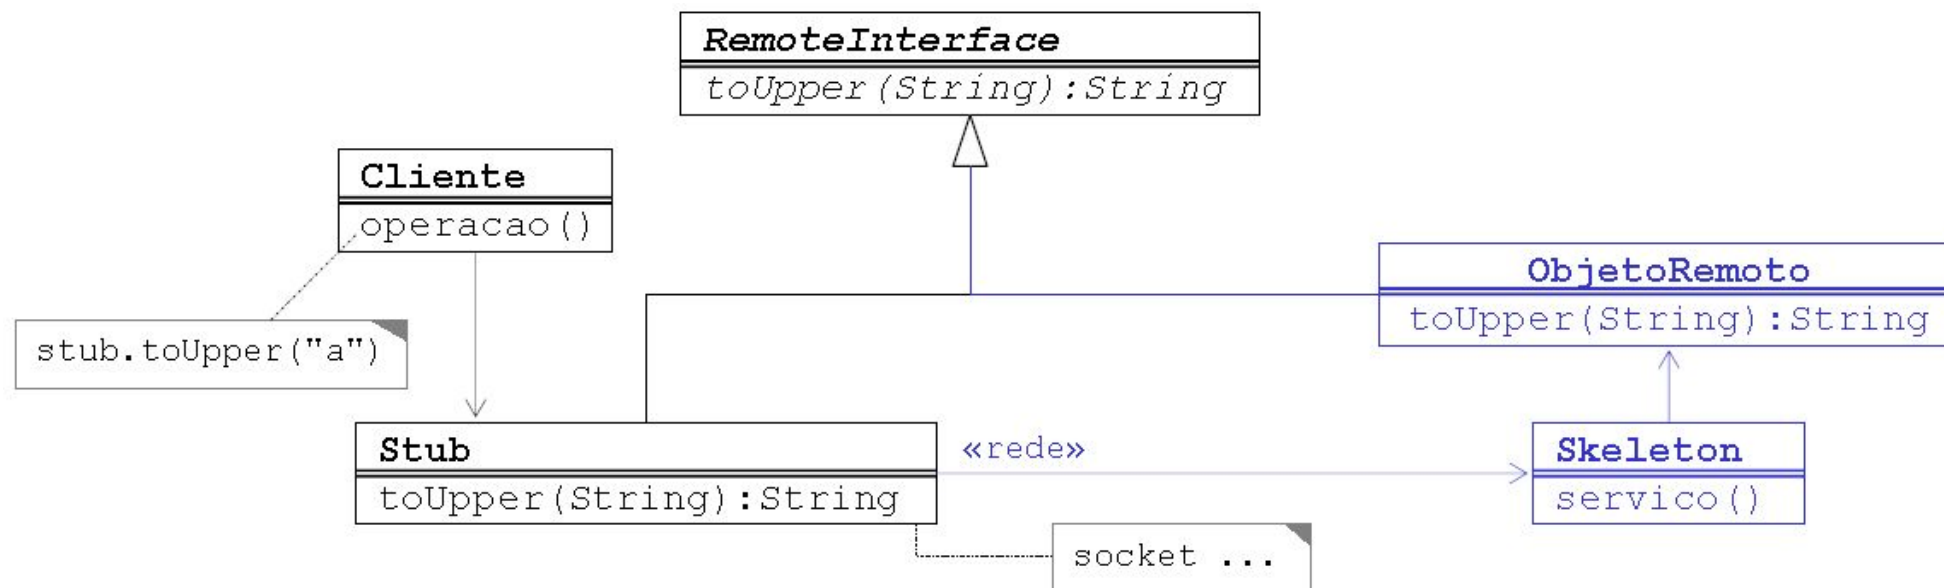 RemoteInterface
toUpper(String):String
Cliente
operacao()
stub.toUpper("a")
ObjetoRemoto
toUpper(String):String
Stub
toUpper(String):String
«rede»
Skeleton
servico()
socket ...